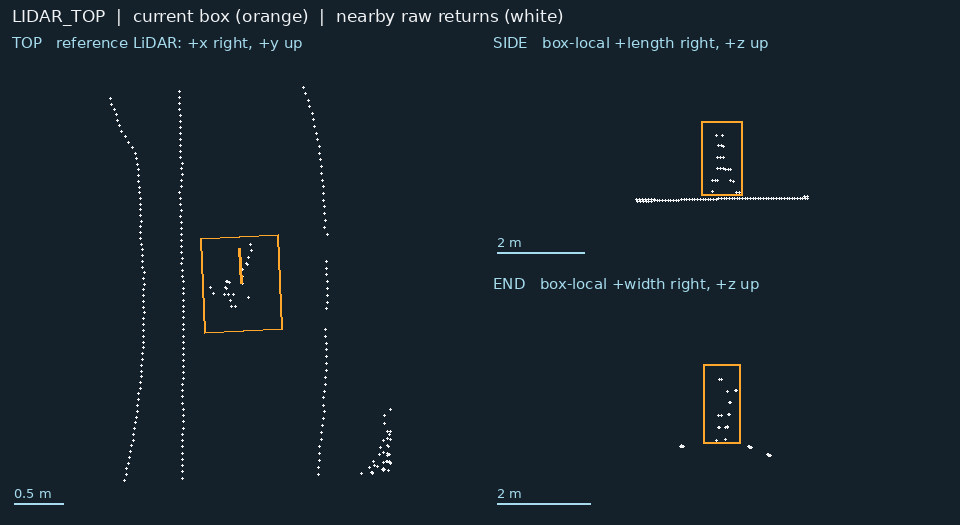 LIDAR_TOP  |  current box (orange)  |  nearby raw returns (white)
TOP   reference LiDAR: +x right, +y up
SIDE   box-local +length right, +z up
2 m
END   box-local +width right, +z up
0.5 m
2 m